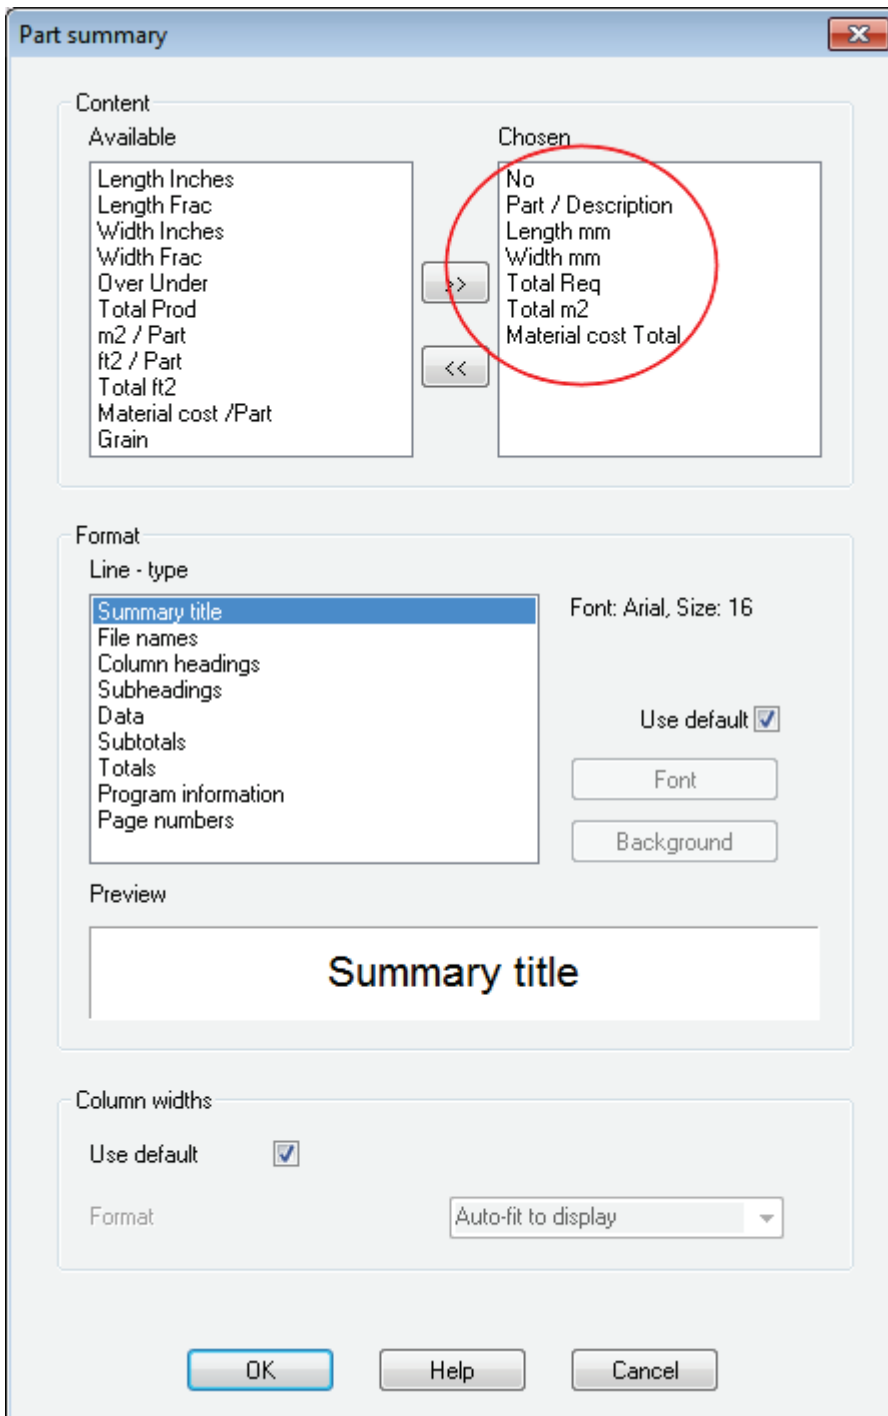 Part summary
Content
Available
Chosen
Length Inches
Length Frac
Width Inches
Width Frac
Over Under
Total Prod
m2 / Part
ft2 / Part
Total ft2
Material cost /Part
Grain
>>
<<
No
Part / Description
Length mm
Width mm
Total Req
Total m2
Material cost Total
Format
Line - type
Summary title
File names
Column headings
Subheadings
Data
Subtotals
Totals
Program information
Page numbers
Font: Arial, Size: 16
Use default
Font
Background
Preview
Summary title
Column widths
Use default
Format
Auto-fit to display
OK
Help
Cancel